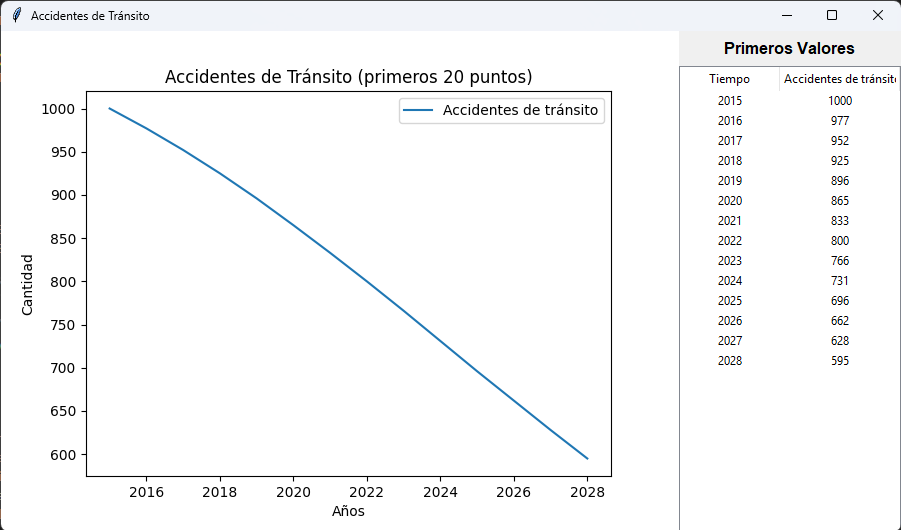 Accidentes de Tránsito
Accidentes de Tránsito (primeros 20 puntos)
Accidentes de tránsito
Cantidad
1000
950
900
850
800
750
700
650
600
2016 2018 2020 2022 2024 2026 2028
Años
Primeros Valores
Tiempo Accidentes de tránsito
2015 1000
2016 977
2017 952
2018 925
2019 896
2020 865
2021 833
2022 800
2023 766
2024 731
2025 696
2026 662
2027 628
2028 595